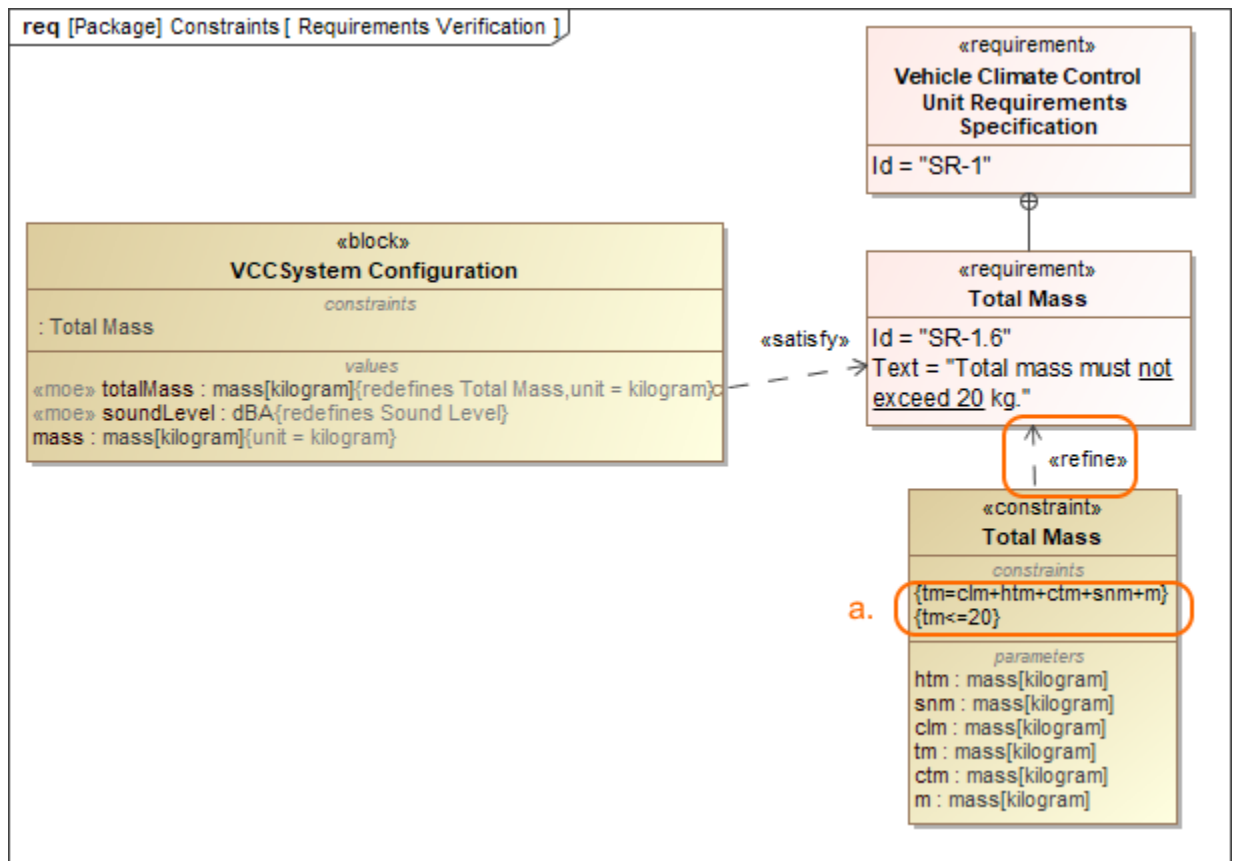 req [Package] Constraints [ Requirements Verification ]
«requirement»
Vehicle Climate Control
Unit Requirements
Specification
Id = "SR-1"
«block»
VCCSystem Configuration
constraints
: Total Mass
values
«moe» totalMass : mass[kilogram]{redefines Total Mass,unit = kilogram}
«moe» soundLevel : dBA{redefines Sound Level}
mass : mass[kilogram]{unit = kilogram}
«satisfy»
«requirement»
Total Mass
Id = "SR-1.6"
Text = "Total mass must not
exceed 20 kg."
«refine»
«constraint»
Total Mass
constraints
a.
{tm=clm+htm+ctm+snm+m}
{tm<=20}
parameters
htm : mass[kilogram]
snm : mass[kilogram]
clm : mass[kilogram]
tm : mass[kilogram]
ctm : mass[kilogram]
m : mass[kilogram]